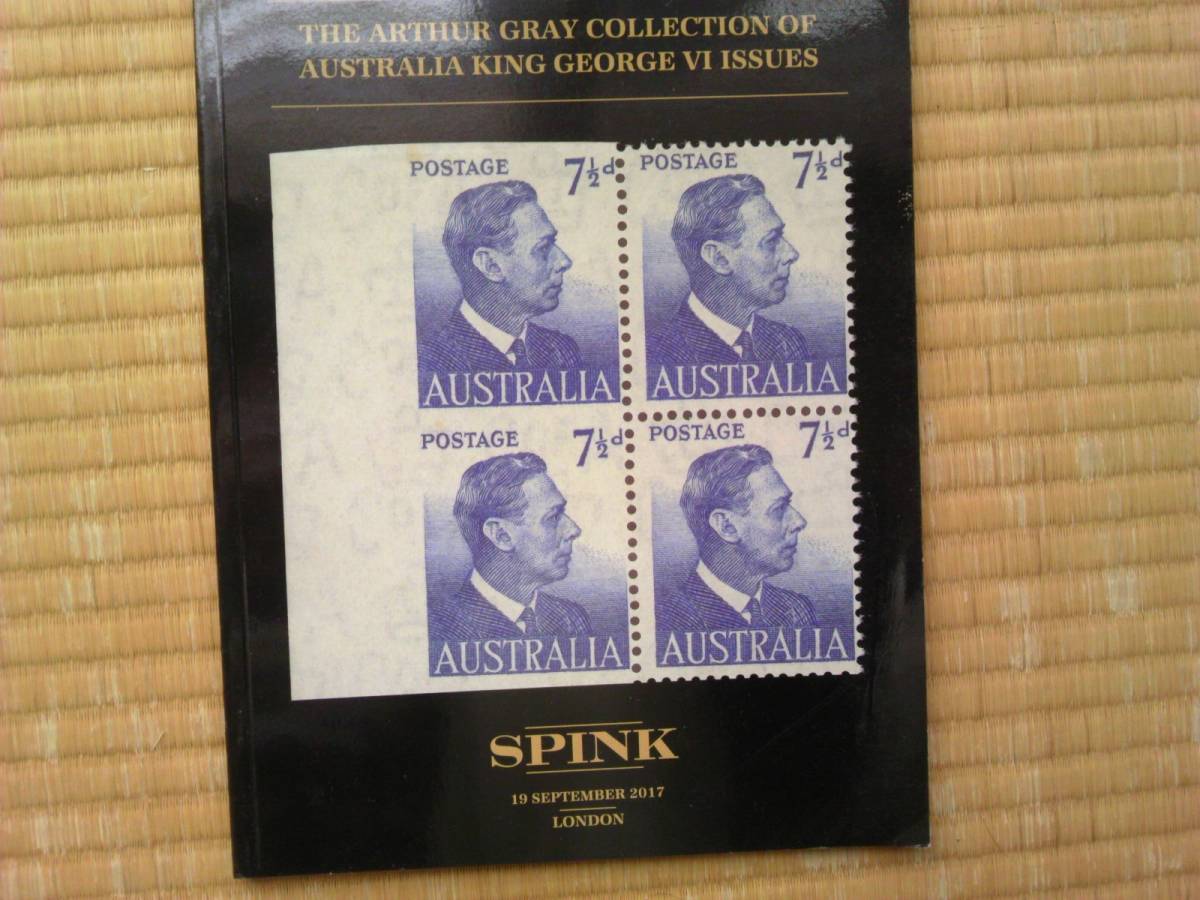 THE ARTHUR GRAY COLLECTION OF
AUSTRALIA KING GEORGE VI ISSUES
POSTAGE 7½d POSTAGE 7½d
AUSTRALIA AUSTRALIA
POSTAGE 7½d POSTAGE 7½d
AUSTRALIA AUSTRALIA
SPINK
19 SEPTEMBER 2017
LONDON